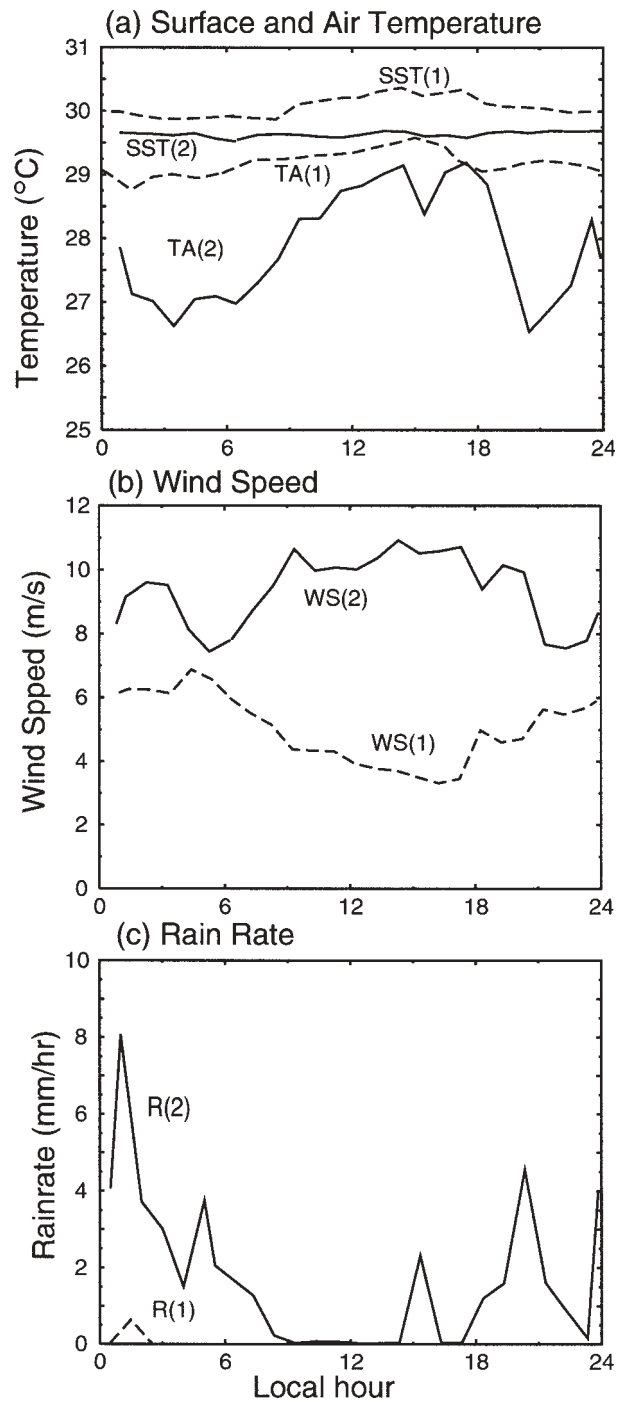 (a) Surface and Air Temperature
31
SST(1)
30
SST(2)
29
TA(1)
TA(2)
28
27
26
25
Temperature (°C)
0 6 12 18 24
(b) Wind Speed
12
10
WS(2)
8
6
WS(1)
4
2
0
Wind Spped (m/s)
0 6 12 18 24
(c) Rain Rate
10
8
R(2)
6
4
2
R(1)
0
Rainrate (mm/hr)
0 6 12 18 24
Local hour